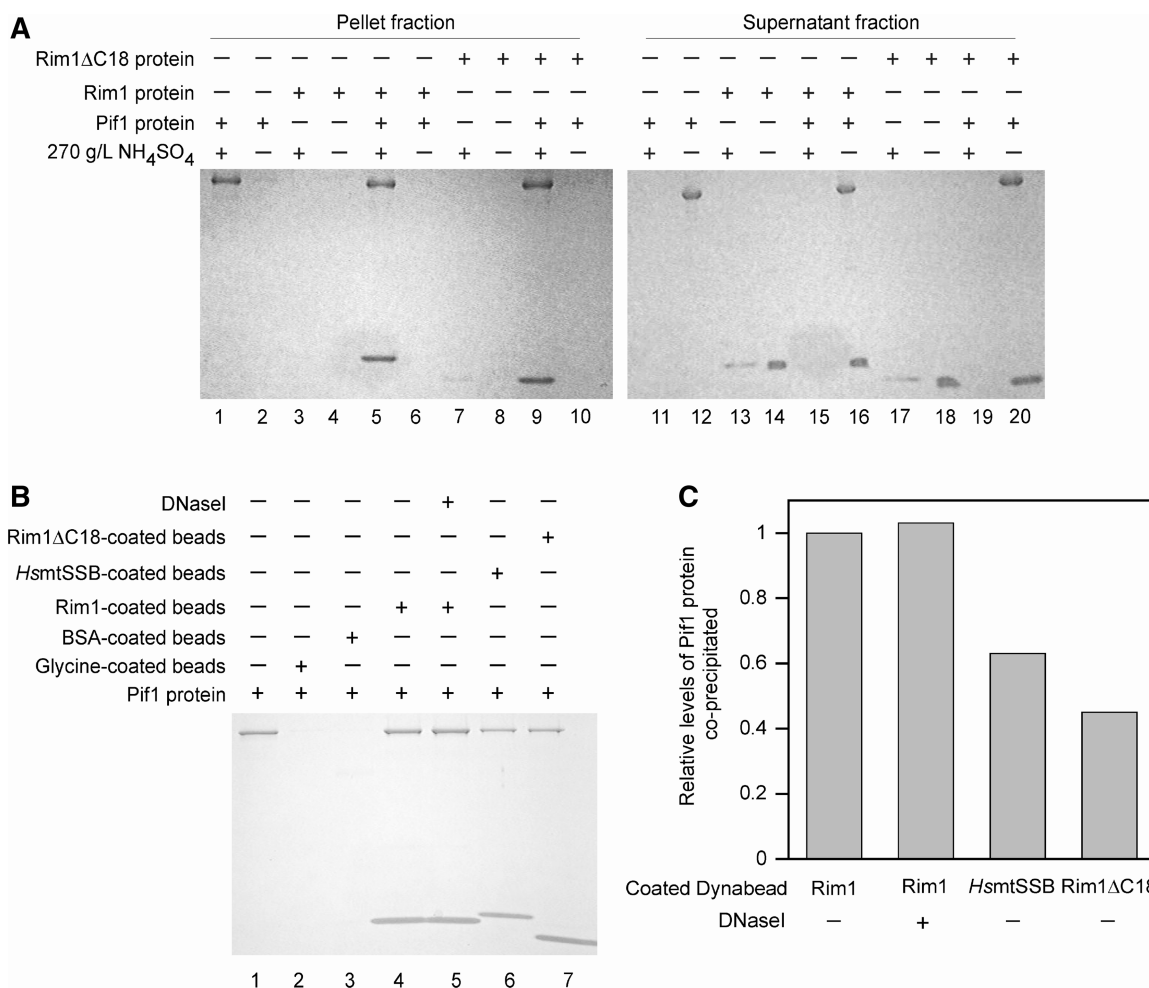 A
Pellet fraction
Supernatant fraction
Rim1ΔC18 protein − − − − − − + + + + − − − − − − + + + +
Rim1 protein − − + + + + − − − − − − + + + + − − − −
Pif1 protein + + − − + + − − + + + + − − + + − − + +
270 g/L NH4SO4 + − + − + − + − + − + − + − + − + − + −
1 2 3 4 5 6 7 8 9 10 11 12 13 14 15 16 17 18 19 20
B
DNaseI − − − − + − −
Rim1ΔC18-coated beads − − − − − − +
HsmtSSB-coated beads − − − − − + −
Rim1-coated beads − − − + + − −
BSA-coated beads − − + − − − −
Glycine-coated beads − + − − − − −
Pif1 protein + + + + + + +
1 2 3 4 5 6 7
C
Relative levels of Pif1 protein
co-precipitated
1
0.8
0.6
0.4
0.2
0
Coated Dynabead Rim1 Rim1 HsmtSSB Rim1ΔC18
DNaseI − + − −